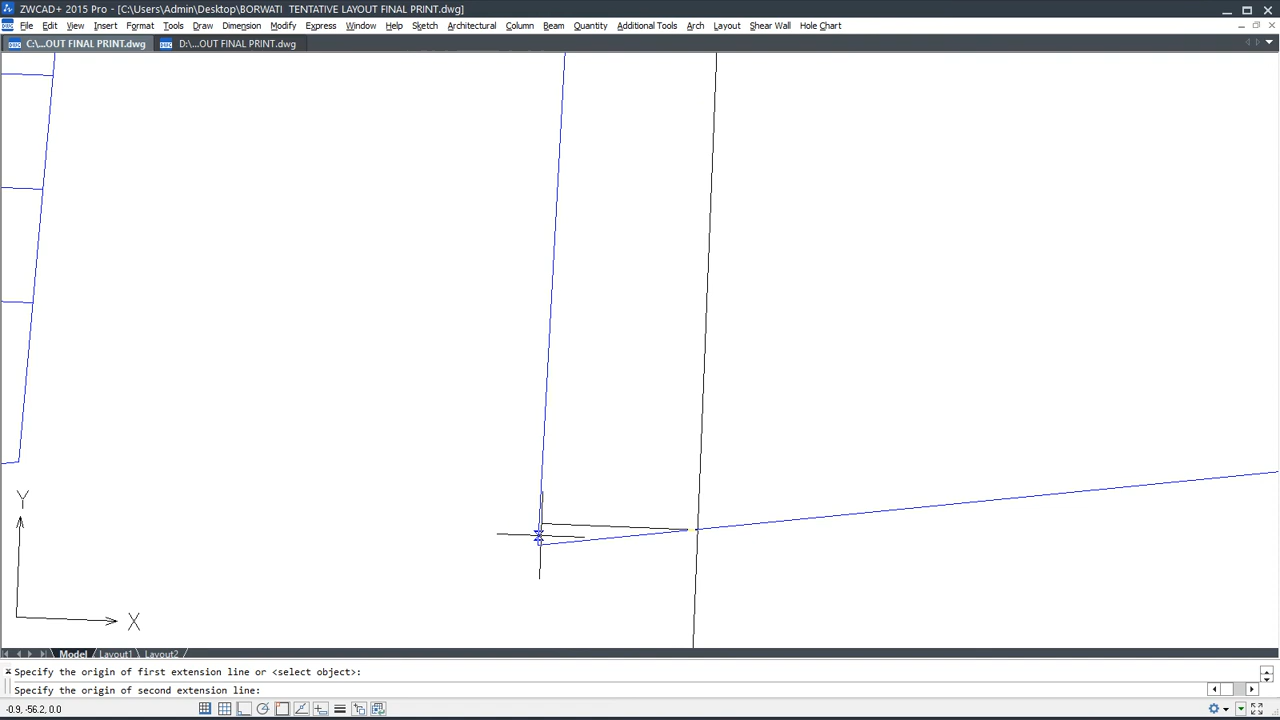 ZWCAD+ 2015 Pro - [C:\Users\Admin\Desktop\BORWATI  TENTATIVE LAYOUT FINAL PRINT.dwg]
File Edit View Insert Format Tools Draw Dimension Modify Express Window Help Sketch Architectural Column Beam Quantity Additional Tools Arch Layout Shear Wall Hole Chart
C:\...OUT FINAL PRINT.dwg D:\...OUT FINAL PRINT.dwg
Y
X
Model Layout1 Layout2
Specify the origin of first extension line or <select object>:
Specify the origin of second extension line:
-0.9, -56.2, 0.0